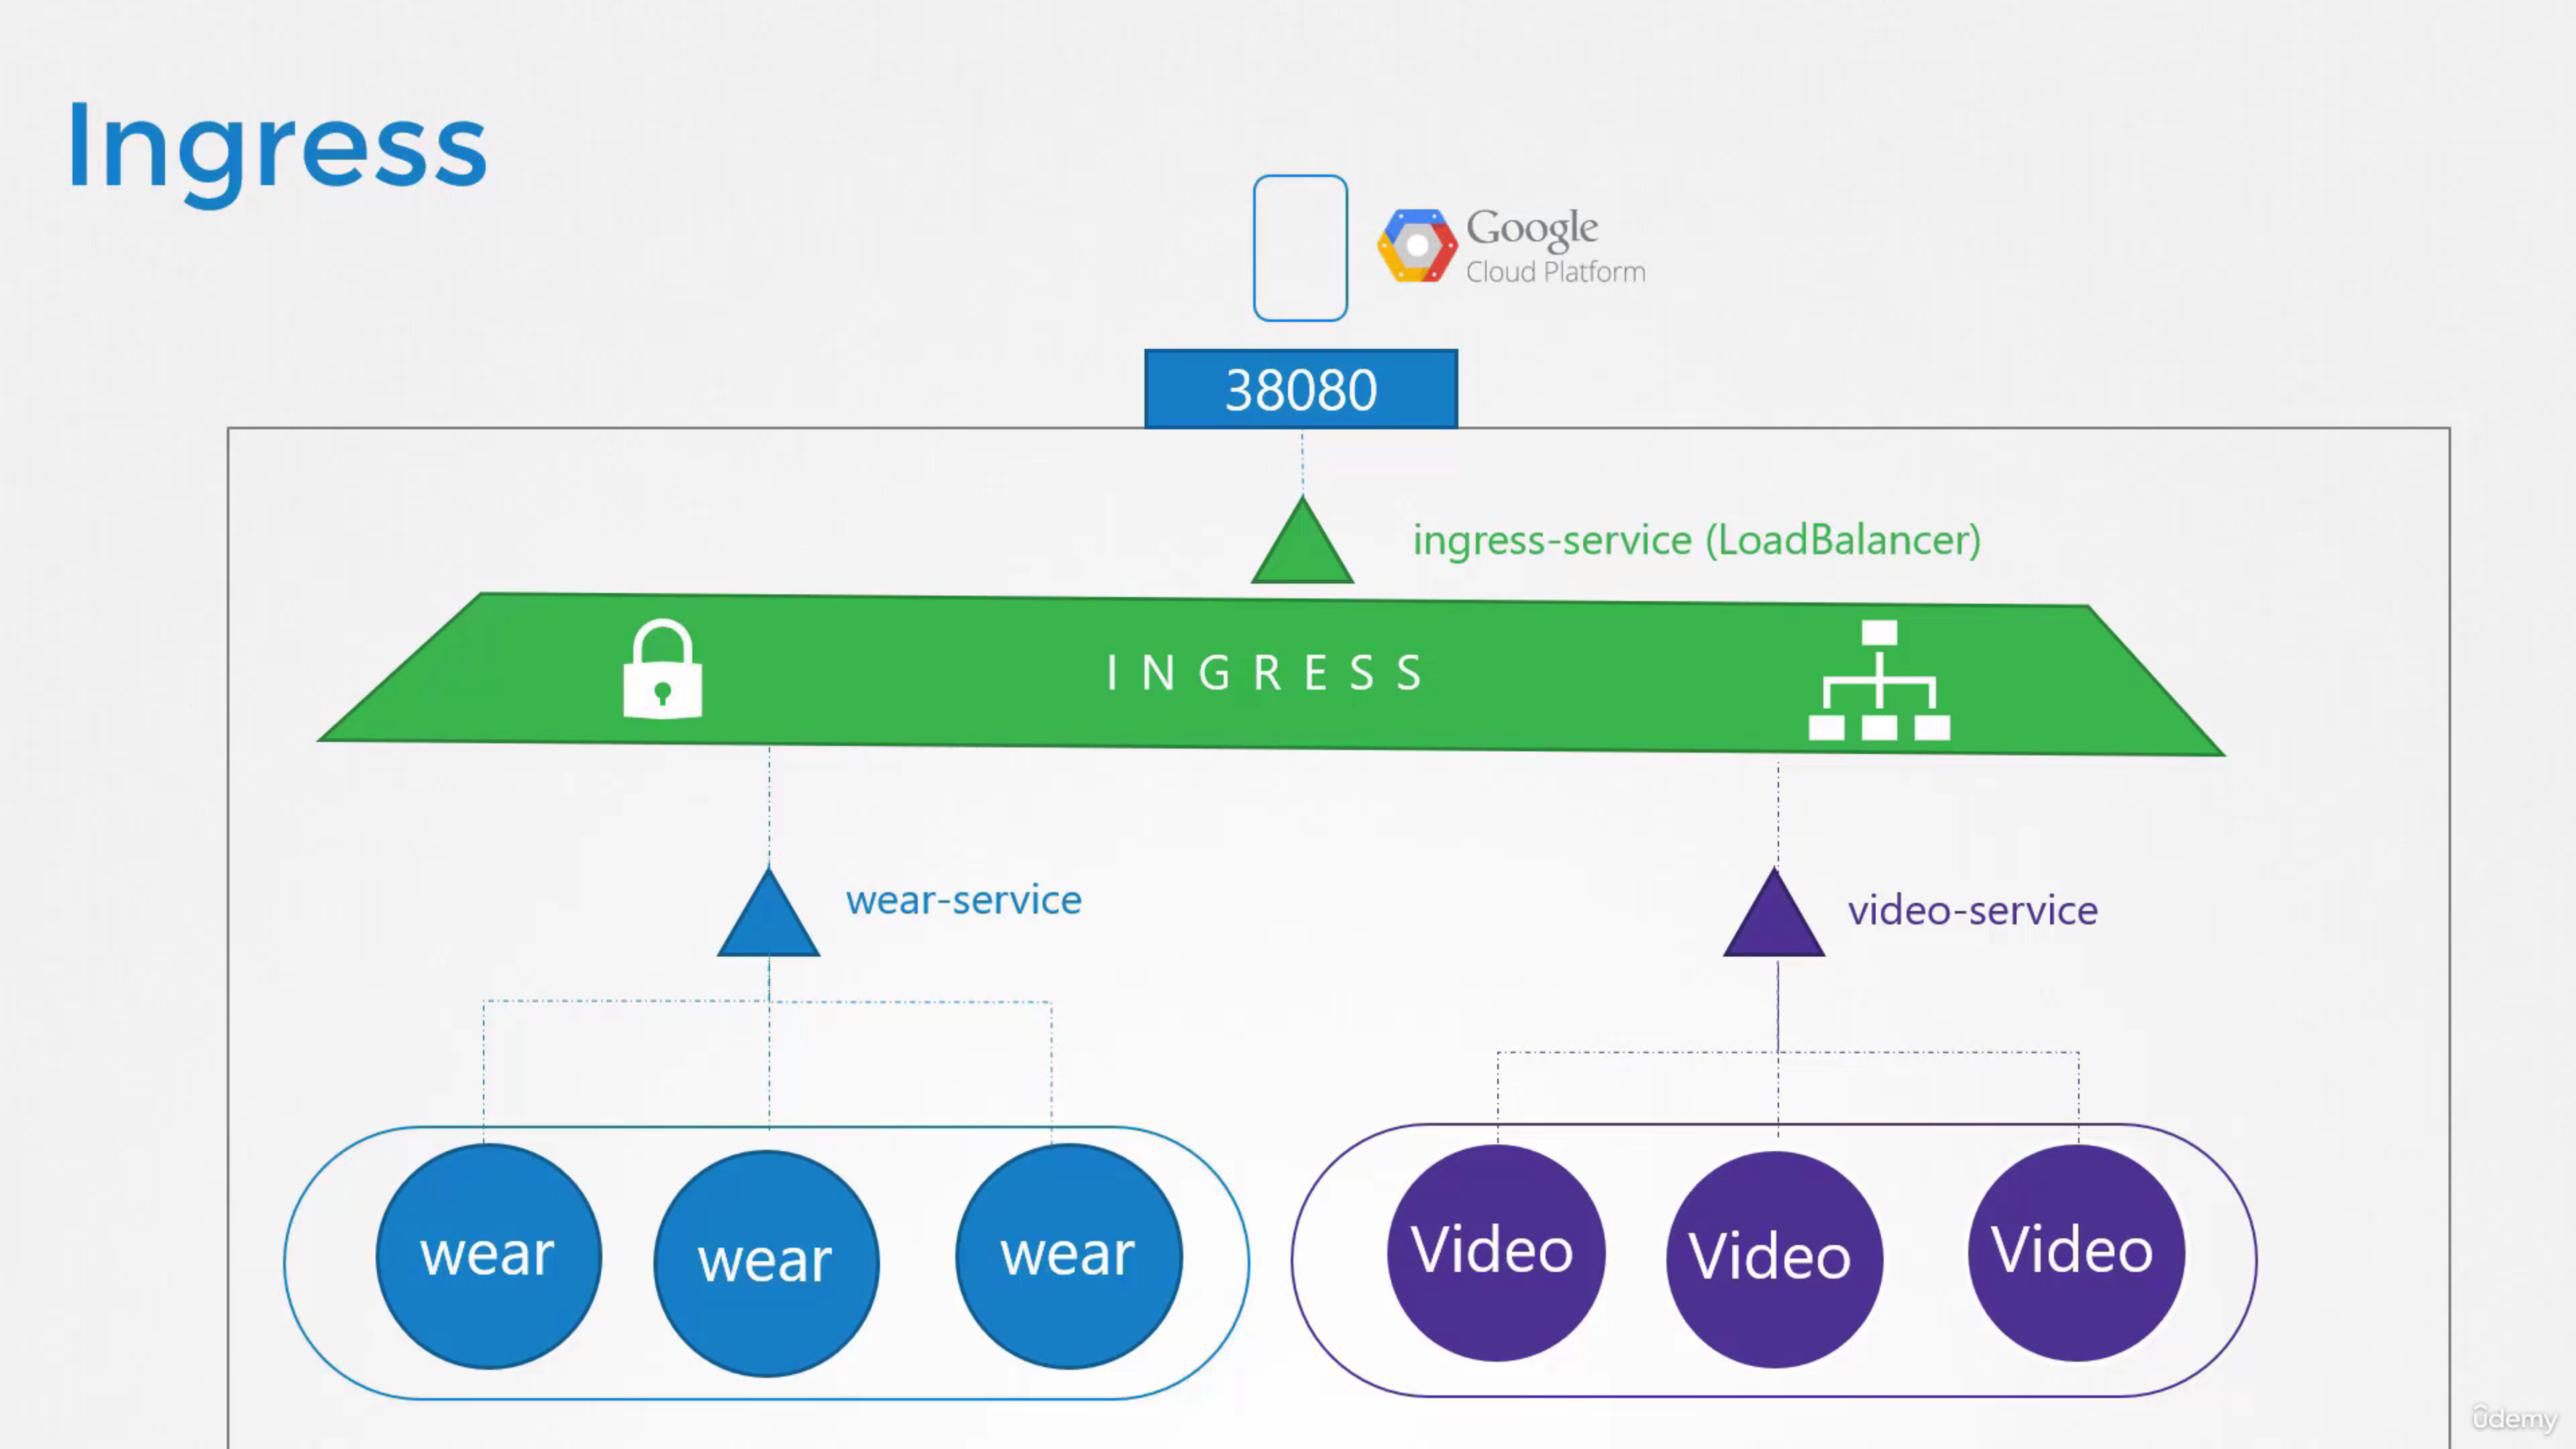 Ingress
Google
Cloud Platform
38080
ingress-service (LoadBalancer)
INGRESS
wear-service
video-service
wear
wear
wear
Video
Video
Video
ûdemy